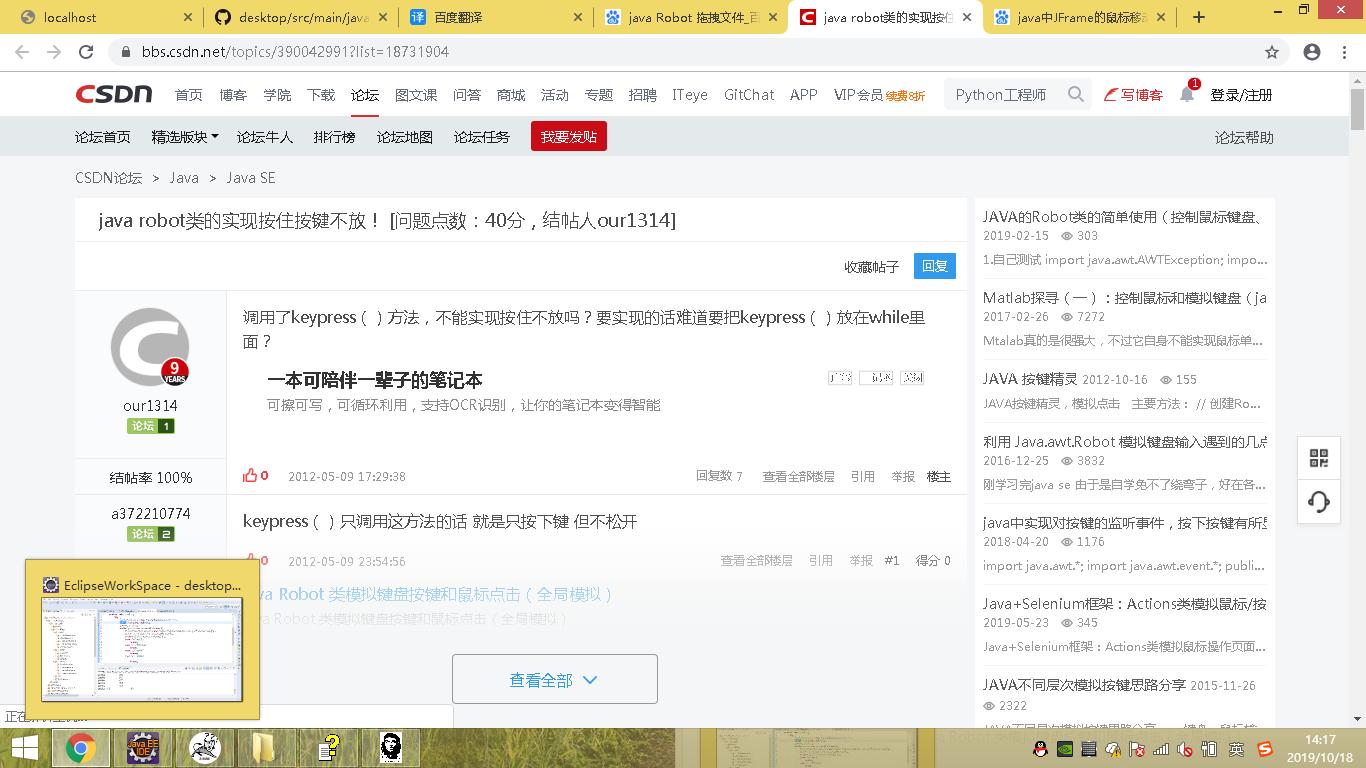 localhost
desktop/src/main/java
百度翻译
java Robot 拖拽文件_百
java robot类的实现按住
java中JFrame的鼠标移动
bbs.csdn.net/topics/390042991?list=18731904
CSDN 首页 博客 学院 下载 论坛 图文课 问答 商城 活动 专题 招聘 ITeye GitChat APP VIP会员 续费8折 Python工程师 写博客 1 登录/注册
论坛首页 精选版块 论坛牛人 排行榜 论坛地图 论坛任务 我要发贴 论坛帮助
CSDN论坛 > Java > Java SE
java robot类的实现按住按键不放！ [问题点数：40分，结帖人our1314]
收藏帖子 回复
9 YEARS
our1314
论坛 1
结帖率 100%
调用了keypress（）方法，不能实现按住不放吗？要实现的话难道要把keypress（）放在while里
面？
一本可陪伴一辈子的笔记本
可擦可写，可循环利用，支持OCR识别，让你的笔记本变得智能
0 2012-05-09 17:29:38 回复数 7 查看全部楼层 引用 举报 楼主
a372210774
论坛 2
keypress（）只调用这方法的话 就是只按下键 但不松开
0 2012-05-09 23:54:56 查看全部楼层 引用 举报 #1 得分 0
va Robot 类模拟键盘按键和鼠标点击（全局模拟）
va Robot 类模拟键盘按键和鼠标点击（全局模拟）
查看全部
JAVA的Robot类的简单使用（控制鼠标键盘、
2019-02-15 303
1.自己测试 import java.awt.AWTException; impo...
Matlab探寻（一）：控制鼠标和模拟键盘（ja
2017-02-26 7272
Mtalab真的是很强大，不过它自身不能实现鼠标单...
JAVA 按键精灵 2012-10-16 155
JAVA按键精灵，模拟点击 主要方法： // 创建Ro...
利用 Java.awt.Robot 模拟键盘输入遇到的几点
2016-12-25 3832
刚学习完java se 由于是自学免不了绕弯子，好在各...
java中实现对按键的监听事件，按下按键有所显
2018-04-20 1176
import java.awt.*; import java.awt.event.*; publi...
Java+Selenium框架：Actions类模拟鼠标/按
2019-05-23 345
Java+Selenium框架：Actions类模拟鼠标操作页面...
JAVA不同层次模拟按键思路分享 2015-11-26
2322
EclipseWorkSpace - desktop...
Java EE
IDE
英
14:17
2019/10/18